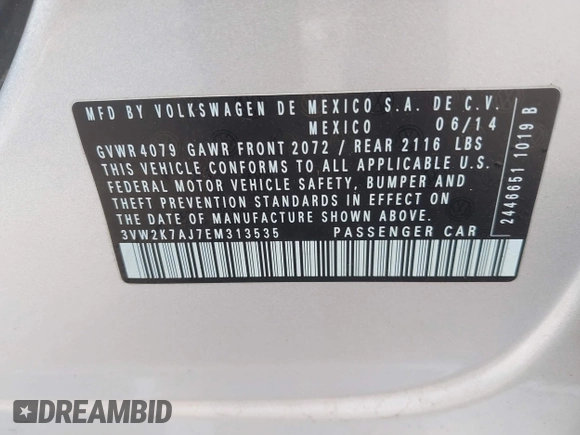 MFD BY VOLKSWAGEN DE MEXICO S.A. DE C.V.
MEXICO 06/14
GVWR 4079 GAWR FRONT 2072 / REAR 2116 LBS
THIS VEHICLE CONFORMS TO ALL APPLICABLE U.S.
FEDERAL MOTOR VEHICLE SAFETY, BUMPER AND
THEFT PREVENTION STANDARDS IN EFFECT ON
THE DATE OF MANUFACTURE SHOWN ABOVE.
3VW2K7AJ7EM313535 PASSENGER CAR
2446651 1019 B
DREAMBID